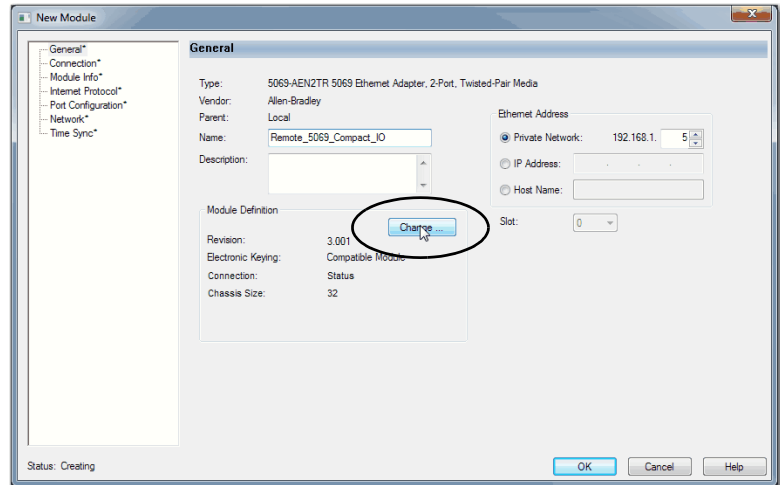 New Module
General*
Connection*
Module Info*
Internet Protocol*
Port Configuration*
Network*
Time Sync*
General
Type: 5069-AEN2TR 5069 Ethernet Adapter, 2-Port, Twisted-Pair Media
Vendor: Allen-Bradley
Parent: Local
Name: Remote_5069_Compact_IO
Description:
Ethernet Address
Private Network: 192.168.1. 5
IP Address: . . .
Host Name:
Module Definition
Change ...
Slot: 0
Revision: 3.001
Electronic Keying: Compatible Module
Connection: Status
Chassis Size: 32
Status: Creating
OK Cancel Help